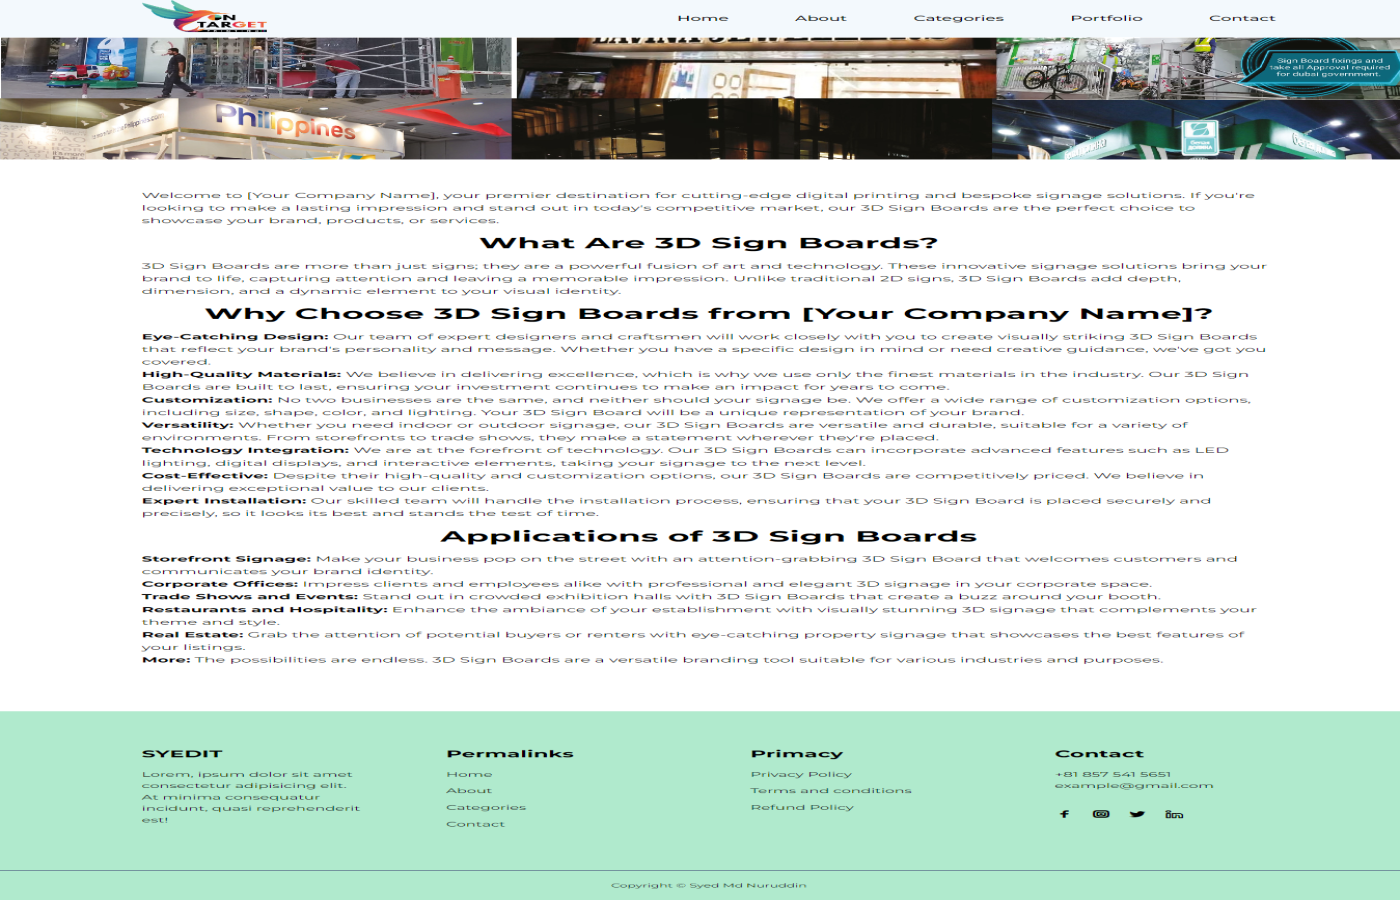 ON
TARGET
PRINTING
Home
About
Categories
Portfolio
Contact
Sign Board fixings and
take all Approval required
for dubai government.
Philippines
Welcome to [Your Company Name], your premier destination for cutting-edge digital printing and bespoke signage solutions. If you're
looking to make a lasting impression and stand out in today's competitive market, our 3D Sign Boards are the perfect choice to
showcase your brand, products, or services.
What Are 3D Sign Boards?
3D Sign Boards are more than just signs; they are a powerful fusion of art and technology. These innovative signage solutions bring your
brand to life, capturing attention and leaving a memorable impression. Unlike traditional 2D signs, 3D Sign Boards add depth,
dimension, and a dynamic element to your visual identity.
Why Choose 3D Sign Boards from [Your Company Name]?
Eye-Catching Design: Our team of expert designers and craftsmen will work closely with you to create visually striking 3D Sign Boards
that reflect your brand's personality and message. Whether you have a specific design in mind or need creative guidance, we've got you
covered.
High-Quality Materials: We believe in delivering excellence, which is why we use only the finest materials in the industry. Our 3D Sign
Boards are built to last, ensuring your investment continues to make an impact for years to come.
Customization: No two businesses are the same, and neither should your signage be. We offer a wide range of customization options,
including size, shape, color, and lighting. Your 3D Sign Board will be a unique representation of your brand.
Versatility: Whether you need indoor or outdoor signage, our 3D Sign Boards are versatile and durable, suitable for a variety of
environments. From storefronts to trade shows, they make a statement wherever they're placed.
Technology Integration: We are at the forefront of technology. Our 3D Sign Boards can incorporate advanced features such as LED
lighting, digital displays, and interactive elements, taking your signage to the next level.
Cost-Effective: Despite their high-quality and customization options, our 3D Sign Boards are competitively priced. We believe in
delivering exceptional value to our clients.
Expert Installation: Our skilled team will handle the installation process, ensuring that your 3D Sign Board is placed securely and
precisely, so it looks its best and stands the test of time.
Applications of 3D Sign Boards
Storefront Signage: Make your business pop on the street with an attention-grabbing 3D Sign Board that welcomes customers and
communicates your brand identity.
Corporate Offices: Impress clients and employees alike with professional and elegant 3D signage in your corporate space.
Trade Shows and Events: Stand out in crowded exhibition halls with 3D Sign Boards that create a buzz around your booth.
Restaurants and Hospitality: Enhance the ambiance of your establishment with visually stunning 3D signage that complements your
theme and style.
Real Estate: Grab the attention of potential buyers or renters with eye-catching property signage that showcases the best features of
your listings.
More: The possibilities are endless. 3D Sign Boards are a versatile branding tool suitable for various industries and purposes.
SYEDIT
Lorem, ipsum dolor sit amet
consectetur adipisicing elit.
At minima consequatur
incidunt, quasi reprehenderit
est!
Permalinks
Home
About
Categories
Contact
Primacy
Privacy Policy
Terms and conditions
Refund Policy
Contact
+81 857 541 5651
example@gmail.com
Copyright © Syed Md Nuruddin